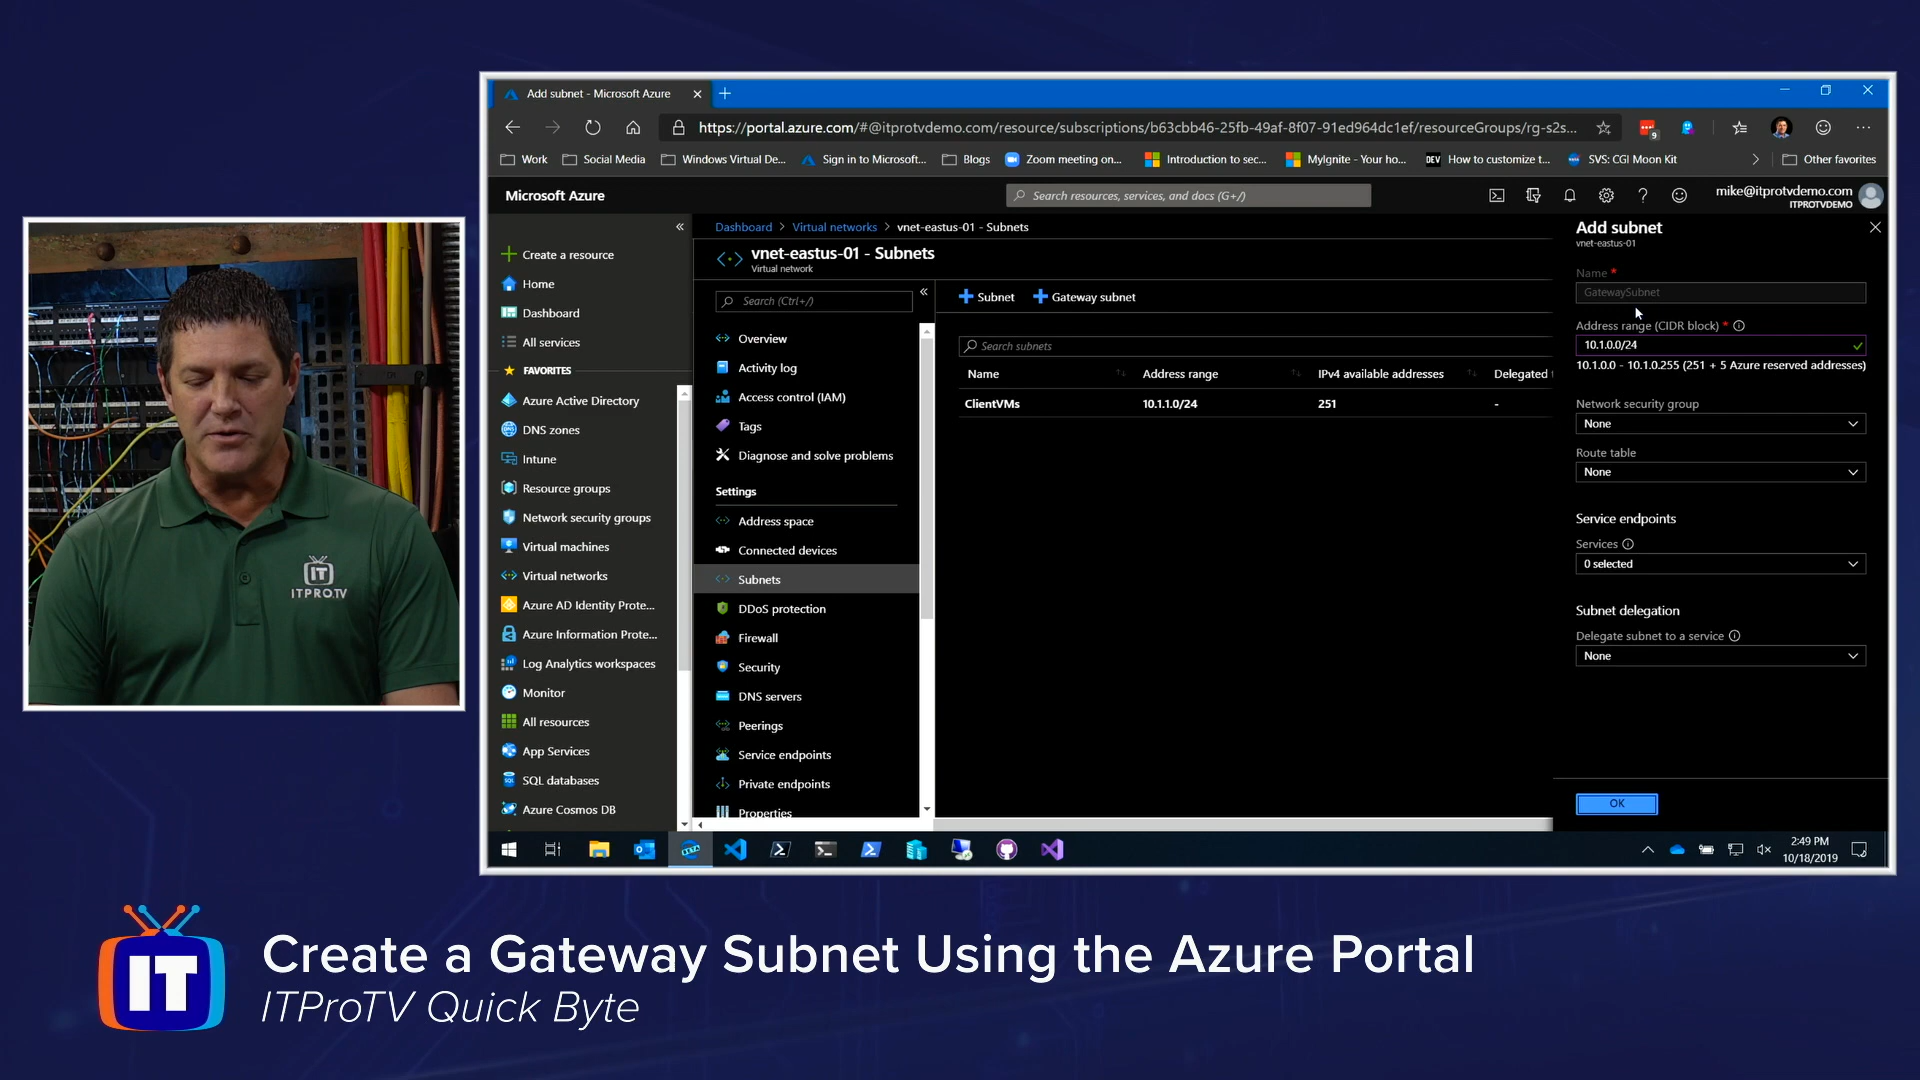 Add subnet - Microsoft Azure
https://portal.azure.com/#@itprotvdemo.com/resource/subscriptions/b63cbb46-25fb-49af-8f07-91ed964dc1ef/resourceGroups/rg-s2s...
9
Work
Social Media
Windows Virtual De...
Sign in to Microsoft...
Blogs
Zoom meeting on...
Introduction to sec...
MyIgnite - Your ho...
DEV
How to customize t...
SVS: CGI Moon Kit
Other favorites
Microsoft Azure
Search resources, services, and docs (G+/)
mike@itprotvdemo.com
ITPROTVDEMO
Create a resource
Home
Dashboard
All services
FAVORITES
Azure Active Directory
DNS zones
Intune
Resource groups
Network security groups
Virtual machines
Virtual networks
Azure AD Identity Prote...
Azure Information Prote...
Log Analytics workspaces
Monitor
All resources
App Services
SQL databases
Azure Cosmos DB
Dashboard > Virtual networks > vnet-eastus-01 - Subnets
vnet-eastus-01 - Subnets
Virtual network
Search (Ctrl+/)
Overview
Activity log
Access control (IAM)
Tags
Diagnose and solve problems
Settings
Address space
Connected devices
Subnets
DDoS protection
Firewall
Security
DNS servers
Peerings
Service endpoints
Private endpoints
Properties
Subnet
Gateway subnet
Search subnets
Name Address range IPv4 available addresses Delegated
ClientVMs 10.1.1.0/24 251 -
Add subnet
vnet-eastus-01
Name *
GatewaySubnet
Address range (CIDR block) *
10.1.0.0/24
10.1.0.0 - 10.1.0.255 (251 + 5 Azure reserved addresses)
Network security group
None
Route table
None
Service endpoints
Services
0 selected
Subnet delegation
Delegate subnet to a service
None
OK
2:49 PM
10/18/2019
IT
ITPRO.TV
IT
Create a Gateway Subnet Using the Azure Portal
ITProTV Quick Byte